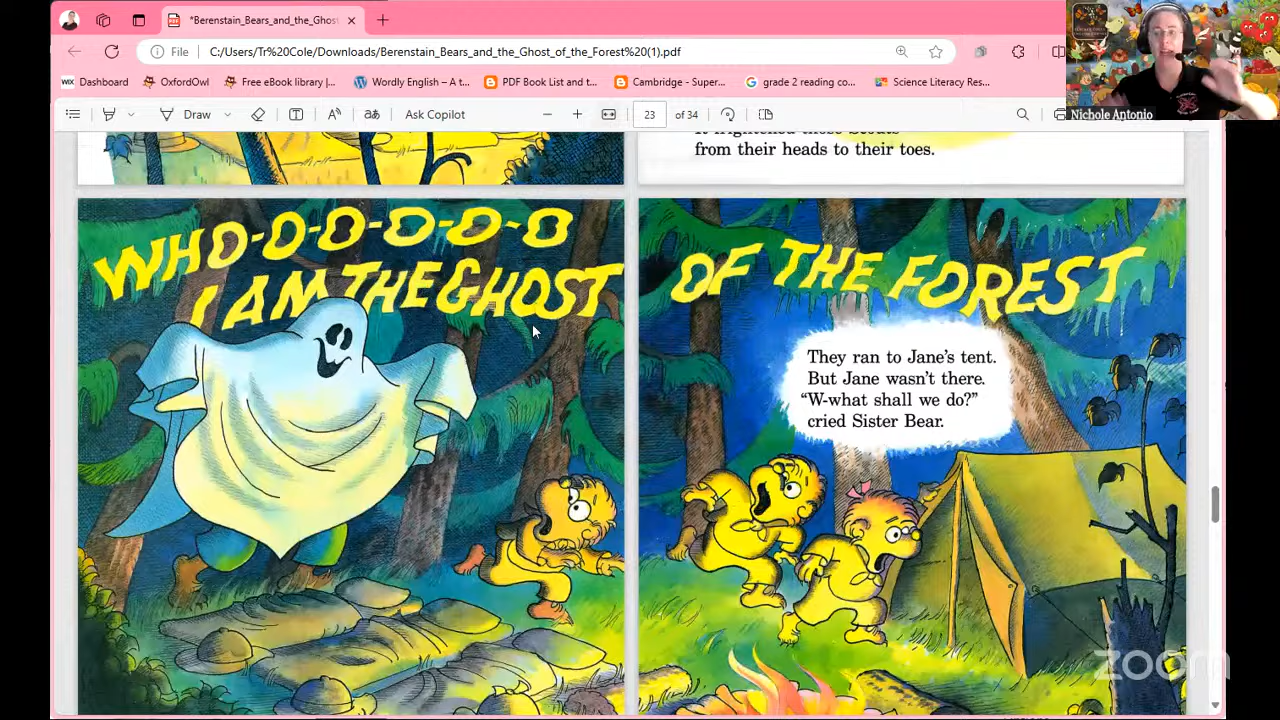 *Berenstain_Bears_and_the_Ghost
File C:/Users/Tr%20Cole/Downloads/Berenstain_Bears_and_the_Ghost_of_the_Forest%20(1).pdf
WIX Dashboard OxfordOwl Free eBook library |... Wordly English – A t... PDF Book List and t... Cambridge - Super... grade 2 reading co... Science Literacy Res...
Draw Ask Copilot 23 of 34
Nichole Antonio
from their heads to their toes.
WHO-O-O-O-O-O
I AM THE GHOST
OF THE FOREST
They ran to Jane's tent.
But Jane wasn't there.
“W-what shall we do?”
cried Sister Bear.
zoom